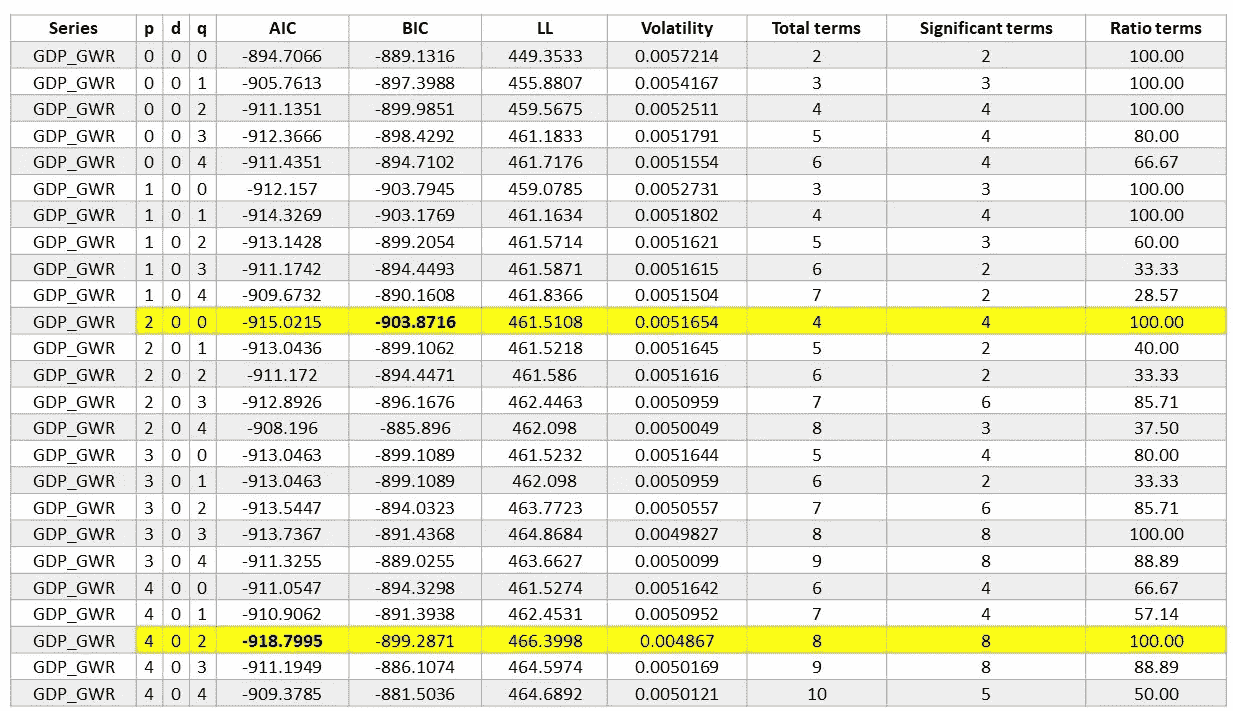 Series p d q AIC BIC LL Volatility Total terms Significant terms Ratio terms
GDP_GWR 0 0 0 -894.7066 -889.1316 449.3533 0.0057214 2 2 100.00
GDP_GWR 0 0 1 -905.7613 -897.3988 455.8807 0.0054167 3 3 100.00
GDP_GWR 0 0 2 -911.1351 -899.9851 459.5675 0.0052511 4 4 100.00
GDP_GWR 0 0 3 -912.3666 -898.4292 461.1833 0.0051791 5 4 80.00
GDP_GWR 0 0 4 -911.4351 -894.7102 461.7176 0.0051554 6 4 66.67
GDP_GWR 1 0 0 -912.157 -903.7945 459.0785 0.0052731 3 3 100.00
GDP_GWR 1 0 1 -914.3269 -903.1769 461.1634 0.0051802 4 4 100.00
GDP_GWR 1 0 2 -913.1428 -899.2054 461.5714 0.0051621 5 3 60.00
GDP_GWR 1 0 3 -911.1742 -894.4493 461.5871 0.0051615 6 2 33.33
GDP_GWR 1 0 4 -909.6732 -890.1608 461.8366 0.0051504 7 2 28.57
GDP_GWR 2 0 0 -915.0215 -903.8716 461.5108 0.0051654 4 4 100.00
GDP_GWR 2 0 1 -913.0436 -899.1062 461.5218 0.0051645 5 2 40.00
GDP_GWR 2 0 2 -911.172 -894.4471 461.586 0.0051616 6 2 33.33
GDP_GWR 2 0 3 -912.8926 -896.1676 462.4463 0.0050959 7 6 85.71
GDP_GWR 2 0 4 -908.196 -885.896 462.098 0.0050049 8 3 37.50
GDP_GWR 3 0 0 -913.0463 -899.1089 461.5232 0.0051644 5 4 80.00
GDP_GWR 3 0 1 -913.0463 -899.1089 462.098 0.0050959 6 2 33.33
GDP_GWR 3 0 2 -913.5447 -894.0323 463.7723 0.0050557 7 6 85.71
GDP_GWR 3 0 3 -913.7367 -891.4368 464.8684 0.0049827 8 8 100.00
GDP_GWR 3 0 4 -911.3255 -889.0255 463.6627 0.0050099 9 8 88.89
GDP_GWR 4 0 0 -911.0547 -894.3298 461.5274 0.0051642 6 4 66.67
GDP_GWR 4 0 1 -910.9062 -891.3938 462.4531 0.0050952 7 4 57.14
GDP_GWR 4 0 2 -918.7995 -899.2871 466.3998 0.004867 8 8 100.00
GDP_GWR 4 0 3 -911.1949 -886.1074 464.5974 0.0050169 9 8 88.89
GDP_GWR 4 0 4 -909.3785 -881.5036 464.6892 0.0050121 10 5 50.00